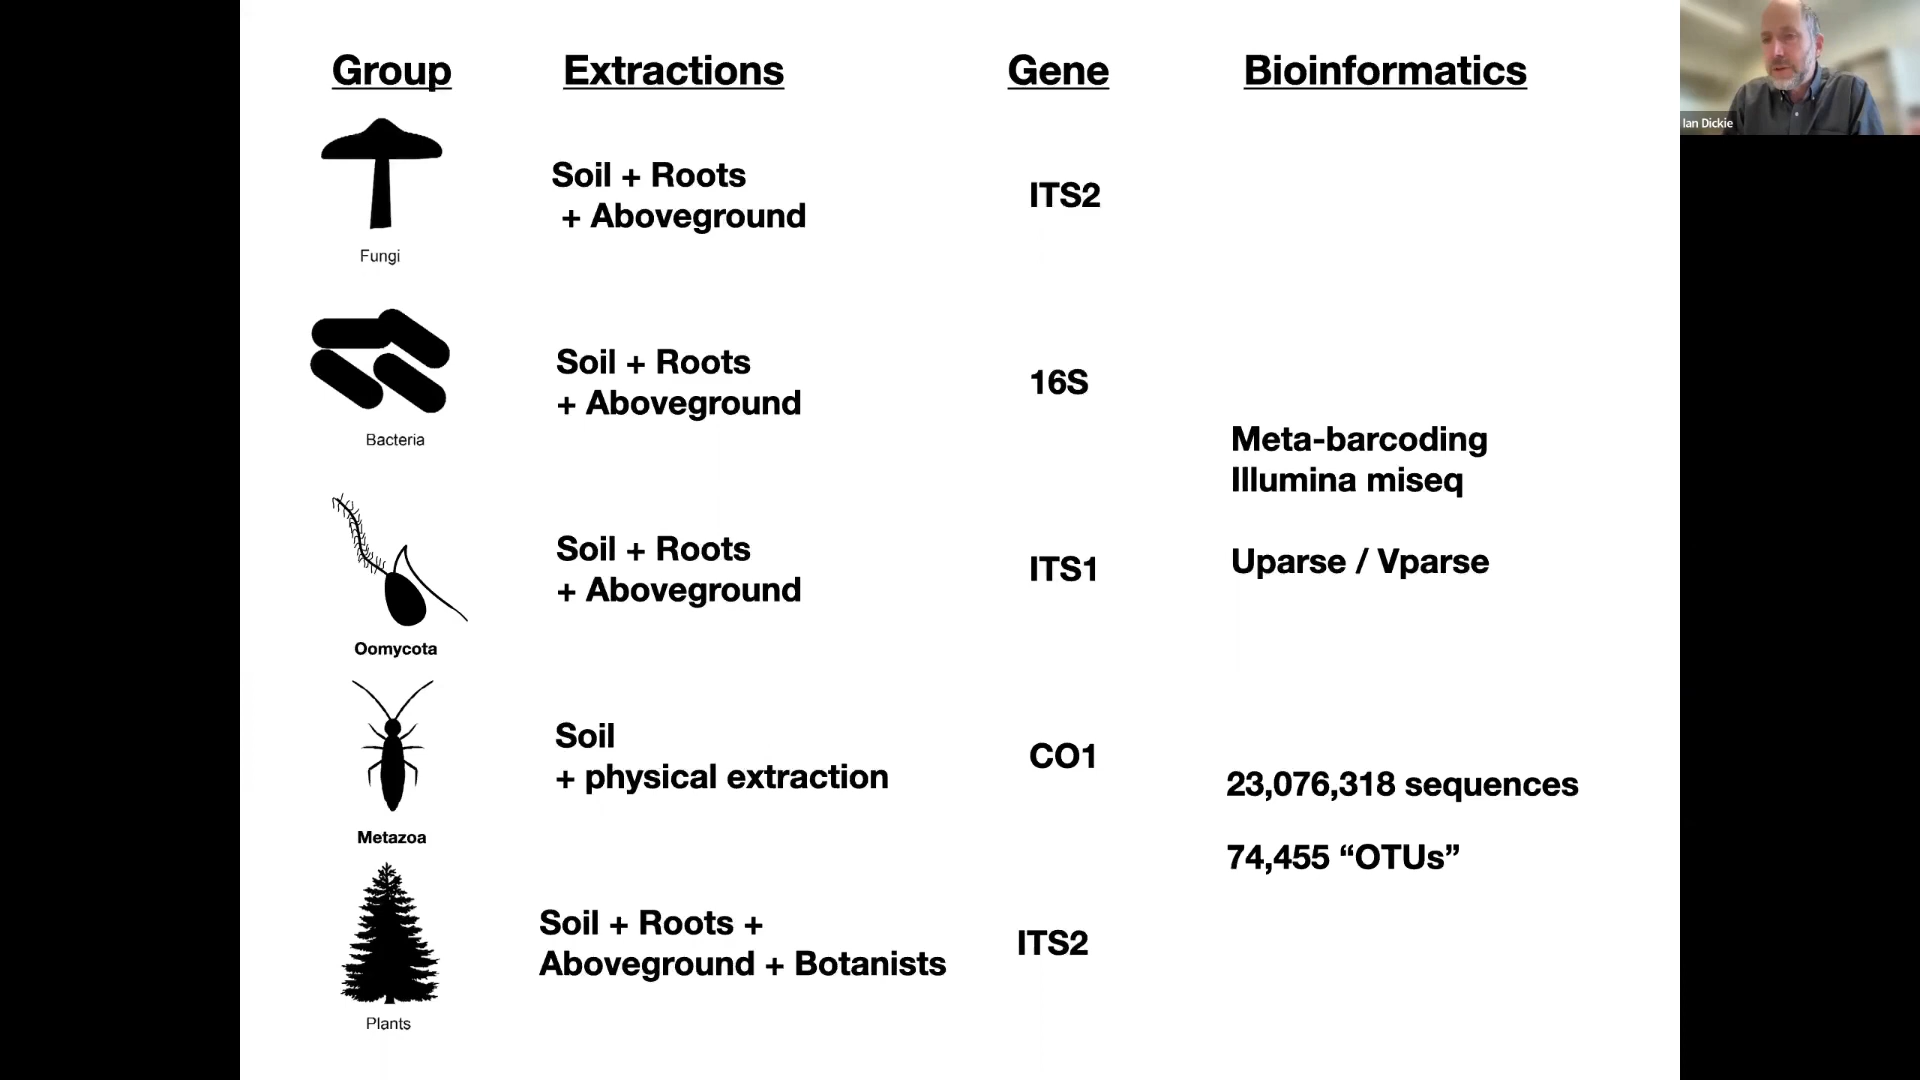 Group
Extractions
Gene
Bioinformatics
Ian Dickie
Fungi
Soil + Roots
+ Aboveground
ITS2
Bacteria
Soil + Roots
+ Aboveground
16S
Meta-barcoding
Illumina miseq
Uparse / Vparse
Oomycota
Soil + Roots
+ Aboveground
ITS1
Metazoa
Soil
+ physical extraction
CO1
23,076,318 sequences
74,455 “OTUs”
Plants
Soil + Roots +
Aboveground + Botanists
ITS2